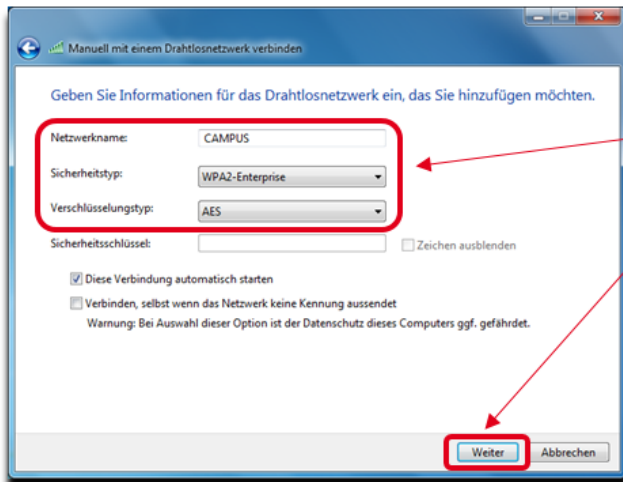 Manuell mit einem Drahtlosnetzwerk verbinden
Geben Sie Informationen für das Drahtlosnetzwerk ein, das Sie hinzufügen möchten.
Netzwerkname: CAMPUS
Sicherheitstyp: WPA2-Enterprise
Verschlüsselungstyp: AES
Sicherheitsschlüssel: Zeichen ausblenden
Diese Verbindung automatisch starten
Verbinden, selbst wenn das Netzwerk keine Kennung aussendet
Warnung: Bei Auswahl dieser Option ist der Datenschutz dieses Computers ggf. gefährdet.
Weiter Abbrechen